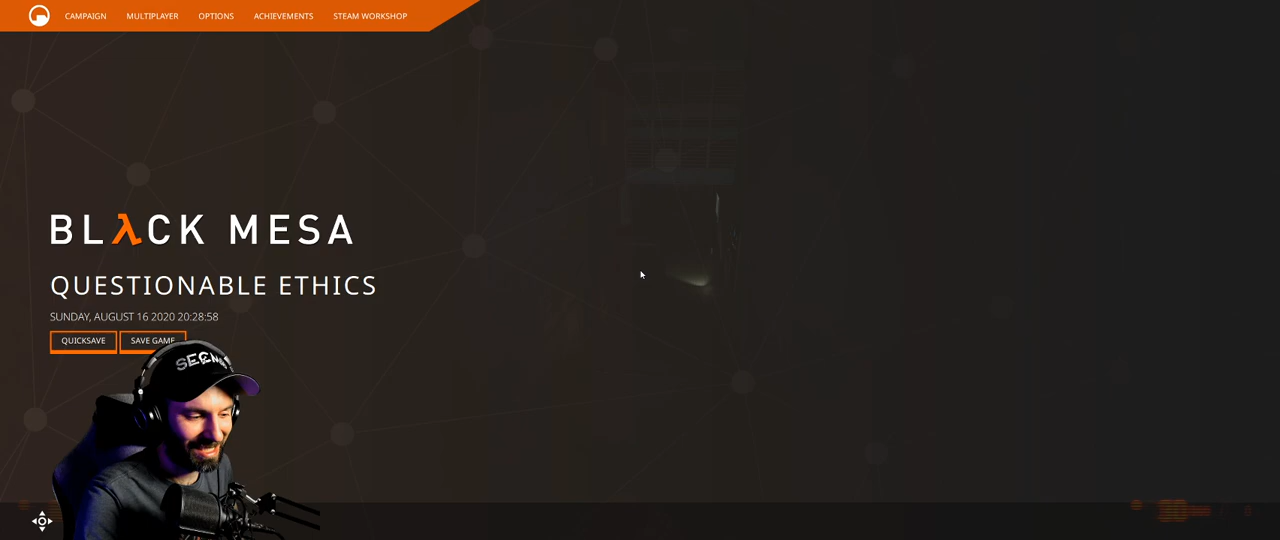 CAMPAIGN MULTIPLAYER OPTIONS ACHIEVEMENTS STEAM WORKSHOP
BLλCK MESA
QUESTIONABLE ETHICS
SUNDAY, AUGUST 16 2020 20:28:58
QUICKSAVE SAVE GAME